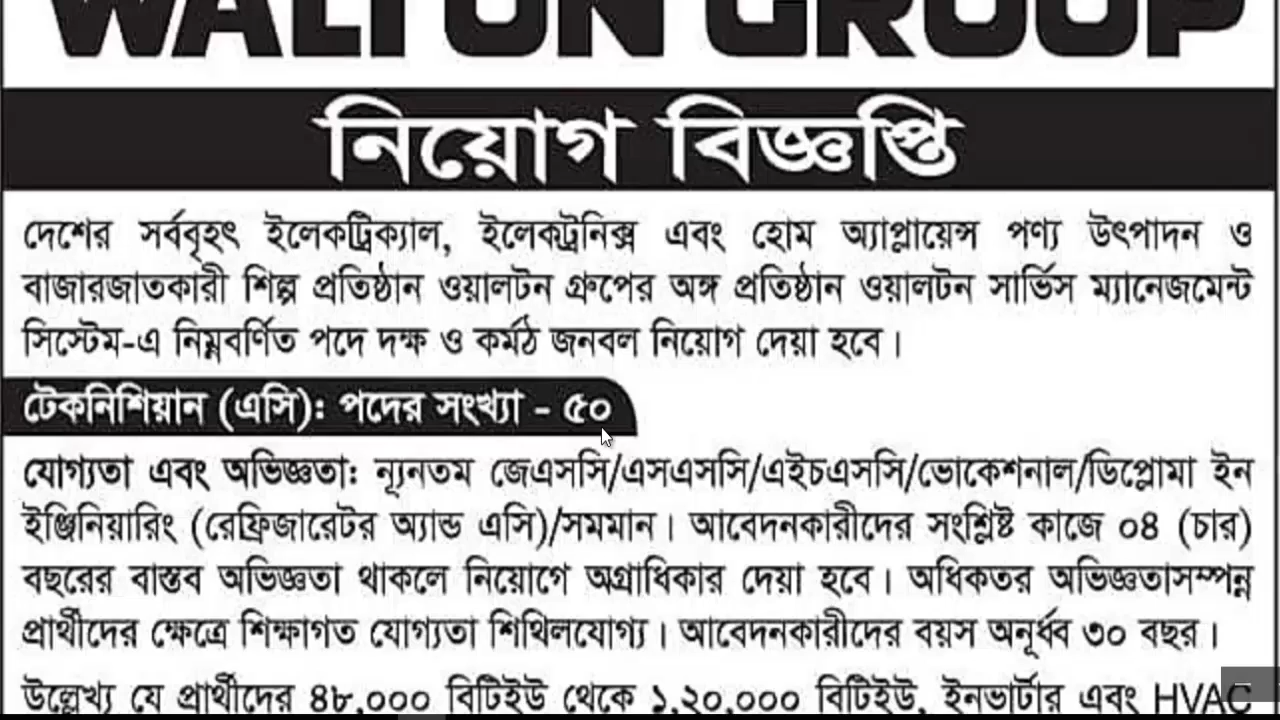 WALTON GROUP
নিয়োগ বিজ্ঞপ্তি
দেশের সর্ববৃহৎ ইলেকট্রিক্যাল, ইলেকট্রনিক্স এবং হোম অ্যাপ্লায়েন্স পণ্য উৎপাদন ও
বাজারজাতকারী শিল্প প্রতিষ্ঠান ওয়ালটন গ্রুপের অঙ্গ প্রতিষ্ঠান ওয়ালটন সার্ভিস ম্যানেজমেন্ট
সিস্টেম-এ নিম্নবর্ণিত পদে দক্ষ ও কর্মঠ জনবল নিয়োগ দেয়া হবে।
টেকনিশিয়ান (এসি): পদের সংখ্যা - ৫০
যোগ্যতা এবং অভিজ্ঞতা: ন্যূনতম জেএসসি/এসএসসি/এইচএসসি/ভোকেশনাল/ডিপ্লোমা ইন
ইঞ্জিনিয়ারিং (রেফ্রিজারেটর অ্যান্ড এসি)/সমমান। আবেদনকারীদের সংশ্লিষ্ট কাজে ০৪ (চার)
বছরের বাস্তব অভিজ্ঞতা থাকলে নিয়োগে অগ্রাধিকার দেয়া হবে। অধিকতর অভিজ্ঞতাসম্পন্ন
প্রার্থীদের ক্ষেত্রে শিক্ষাগত যোগ্যতা শিথিলযোগ্য। আবেদনকারীদের বয়স অনূর্ধ্ব ৩০ বছর।
উল্লেখ্য যে প্রার্থীদের ৪৮,০০০ বিটিইউ থেকে ১,২০,০০০ বিটিইউ, ইনভার্টার এবং HVAC